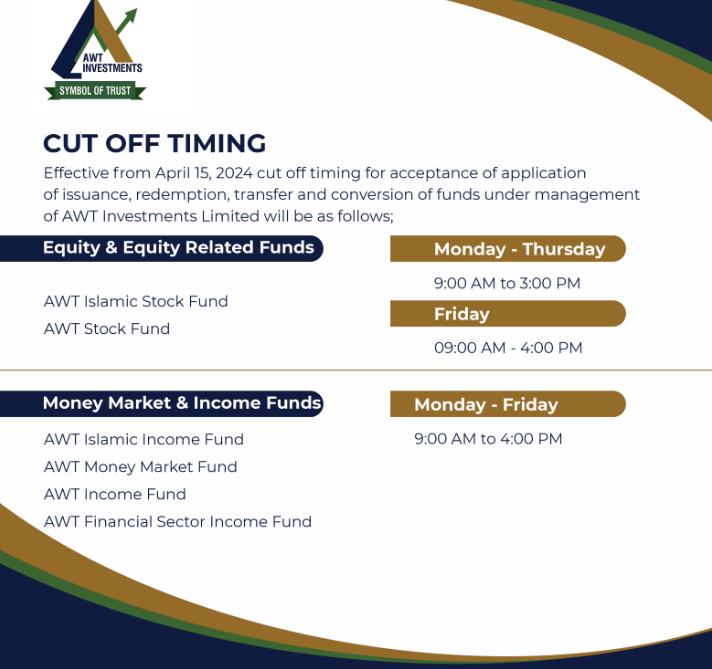 AWT
INVESTMENTS
SYMBOL OF TRUST
CUT OFF TIMING
Effective from April 15, 2024 cut off timing for acceptance of application
of issuance, redemption, transfer and conversion of funds under management
of AWT Investments Limited will be as follows;
Equity & Equity Related Funds
AWT Islamic Stock Fund
AWT Stock Fund
Monday - Thursday
9:00 AM to 3:00 PM
Friday
09:00 AM - 4:00 PM
Money Market & Income Funds
AWT Islamic Income Fund
AWT Money Market Fund
AWT Income Fund
AWT Financial Sector Income Fund
Monday - Friday
9:00 AM to 4:00 PM